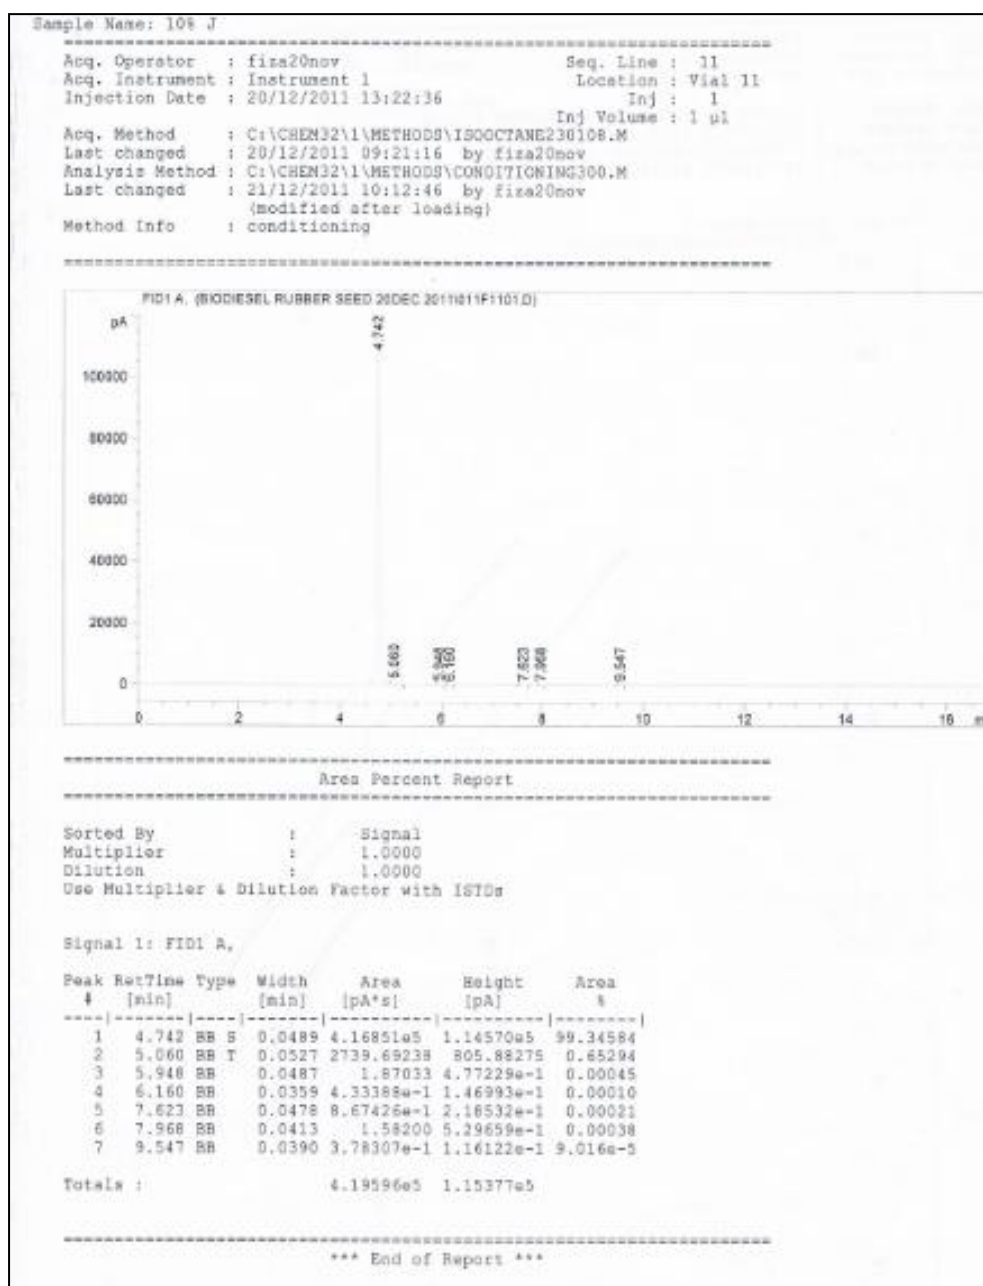 Sample Name: 10% J
=====================================================================
Acq. Operator   : fiza20nov                      Seq. Line :  11
Acq. Instrument : Instrument 1                    Location : Vial 11
Injection Date  : 20/12/2011 13:22:36                  Inj :   1
Inj Volume : 1 µl
Acq. Method     : C:\CHEM32\1\METHODS\ISOOCTANE230108.M
Last changed    : 20/12/2011 09:21:16  by fiza20nov
Analysis Method : C:\CHEM32\1\METHODS\CONDITIONING300.M
Last changed    : 21/12/2011 10:12:46  by fiza20nov
(modified after loading)
Method Info     : conditioning
=====================================================================
FID1 A, (BIODIESEL RUBBER SEED 20DEC 2011\011F1101.D)
pA
4.742
100000
80000
60000
40000
20000
0
5.060
5.948
6.160
7.623
7.968
9.547
0 2 4 6 8 10 12 14 16
=====================================================================
Area Percent Report
=====================================================================
Sorted By             :      Signal
Multiplier            :      1.0000
Dilution              :      1.0000
Use Multiplier & Dilution Factor with ISTDs
Signal 1: FID1 A,
Peak RetTime Type  Width     Area      Height     Area
#   [min]        [min]   [pA*s]     [pA]         %
----|-------|----|-------|----------|----------|--------|
1   4.742 BB S  0.0489 4.16851e5  1.14570e5 99.34584
2   5.060 BB T  0.0527 2739.69238  805.88275  0.65294
3   5.948 BB    0.0487    1.87033 4.77229e-1  0.00045
4   6.160 BB    0.0359 4.33388e-1 1.46993e-1  0.00010
5   7.623 BB    0.0478 8.67426e-1 2.18532e-1  0.00021
6   7.968 BB    0.0413    1.58200 5.29659e-1  0.00038
7   9.547 BB    0.0390 3.78307e-1 1.16122e-1 9.016e-5
Totals :                  4.19596e5  1.15377e5
=====================================================================
*** End of Report ***